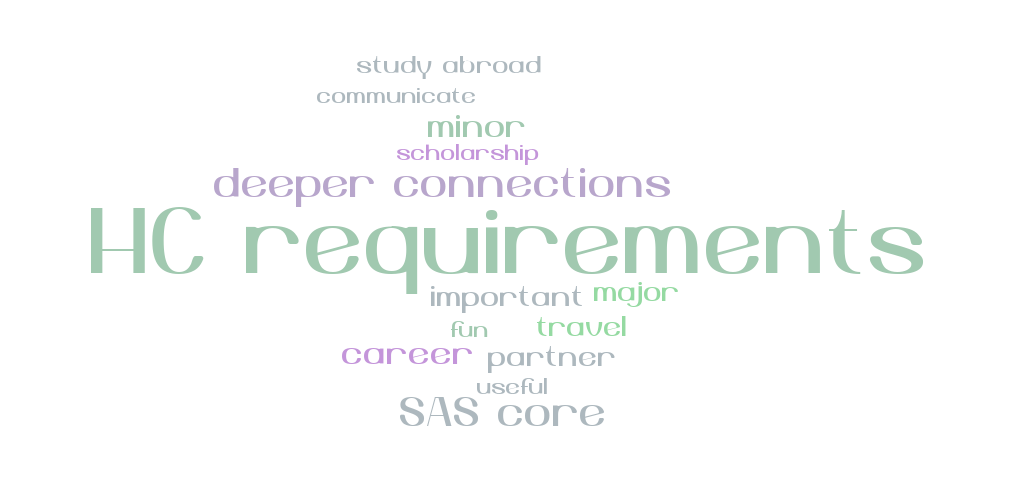 study abroad
communicate
minor
scholarship
deeper connections
HC requirements
important
major
fun
travel
career
partner
useful
SAS core